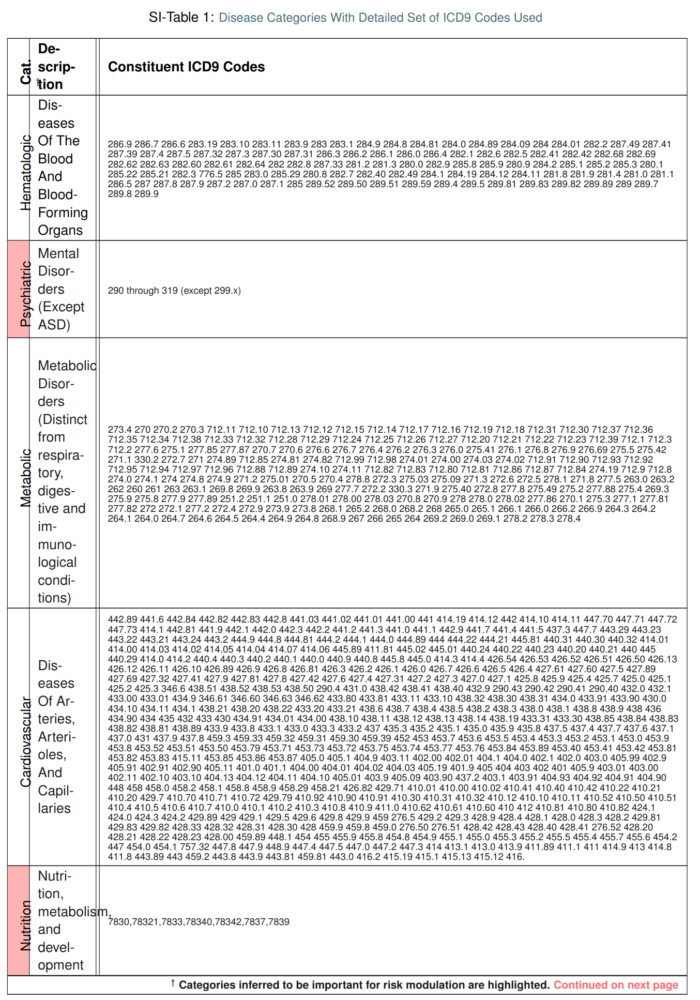 SI-Table 1: Disease Categories With Detailed Set of ICD9 Codes Used
Cat.
†
De-
scrip-
tion
Constituent ICD9 Codes
Hematologic
Dis-
eases
Of The
Blood
And
Blood-
Forming
Organs
286.9 286.7 286.6 283.19 283.10 283.11 283.9 283 283.1 284.9 284.8 284.81 284.0 284.89 284.09 284 284.01 282.2 287.49 287.41
287.39 287.4 287.5 287.32 287.3 287.30 287.31 286.3 286.2 286.1 286.0 286.4 282.1 282.6 282.5 282.41 282.42 282.68 282.69
282.62 282.63 282.60 282.61 282.64 282 282.8 287.33 281.2 281.3 280.0 282.9 285.8 285.9 280.9 284.2 285.1 285.2 285.3 280.1
285.22 285.21 282.3 776.5 285 283.0 285.29 280.8 282.7 282.40 282.49 284.1 284.19 284.12 284.11 281.8 281.9 281.4 281.0 281.1
286.5 287 287.8 287.9 287.2 287.0 287.1 285 289.52 289.50 289.51 289.59 289.4 289.5 289.81 289.83 289.82 289.89 289 289.7
289.8 289.9
Psychiatric
Mental
Disor-
ders
(Except
ASD)
290 through 319 (except 299.x)
Metabolic
Metabolic
Disor-
ders
(Distinct
from
respira-
tory,
diges-
tive and
im-
muno-
logical
condi-
tions)
273.4 270 270.2 270.3 712.11 712.10 712.13 712.12 712.15 712.14 712.17 712.16 712.19 712.18 712.31 712.30 712.37 712.36
712.35 712.34 712.38 712.33 712.32 712.28 712.29 712.24 712.25 712.26 712.27 712.20 712.21 712.22 712.23 712.39 712.1 712.3
712.2 277.6 275.1 277.85 277.87 270.7 270.6 276.6 276.7 276.4 276.2 276.3 276.0 275.41 276.1 276.8 276.9 276.69 275.5 275.42
271.1 330.2 272.7 271 274.89 712.85 274.81 274.82 712.99 712.98 274.01 274.00 274.03 274.02 712.91 712.90 712.93 712.92
712.95 712.94 712.97 712.96 712.88 712.89 274.10 274.11 712.82 712.83 712.80 712.81 712.86 712.87 712.84 274.19 712.9 712.8
274.0 274.1 274 274.8 274.9 271.2 275.01 270.5 270.4 278.8 272.3 275.03 275.09 271.3 272.6 272.5 278.1 271.8 277.5 263.0 263.2
262 260 261 263 263.1 269.8 269.9 263.8 263.9 269 277.7 272.2 330.3 271.9 275.40 272.8 277.8 275.49 275.2 277.88 275.4 269.3
275.9 275.8 277.9 277.89 251.2 251.1 251.0 278.01 278.00 278.03 270.8 270.9 278 278.0 278.02 277.86 270.1 275.3 277.1 277.81
277.82 272 272.1 277.2 272.4 272.9 273.9 273.8 268.1 265.2 268.0 268.2 268 265.0 265.1 266.1 266.0 266.2 266.9 264.3 264.2
264.1 264.0 264.7 264.6 264.5 264.4 264.9 264.8 268.9 267 266 265 264 269.2 269.0 269.1 278.2 278.3 278.4
Cardiovascular
Dis-
eases
Of Ar-
teries,
Arteri-
oles,
And
Capil-
laries
442.89 441.6 442.84 442.82 442.83 442.8 441.03 441.02 441.01 441.00 441 414.19 414.12 442 414.10 414.11 447.70 447.71 447.72
447.73 414.1 442.81 441.9 442.1 442.0 442.3 442.2 441.2 441.3 441.0 441.1 442.9 441.7 441.4 441.5 437.3 447.7 443.29 443.23
443.22 443.21 443.24 443.2 444.9 444.8 444.81 444.2 444.1 444.0 444.89 444 444.22 444.21 445.81 440.31 440.30 440.32 414.01
414.00 414.03 414.02 414.05 414.04 414.07 414.06 445.89 411.81 445.02 445.01 440.24 440.22 440.23 440.20 440.21 440 445
440.29 414.0 414.2 440.4 440.3 440.2 440.1 440.0 440.9 440.8 445.8 445.0 414.3 414.4 426.54 426.53 426.52 426.51 426.50 426.13
426.12 426.11 426.10 426.89 426.9 426.8 426.81 426.3 426.2 426.1 426.0 426.7 426.6 426.5 426.4 427.61 427.60 427.5 427.89
427.69 427.32 427.41 427.9 427.81 427.8 427.42 427.6 427.4 427.31 427.2 427.3 427.0 427.1 425.8 425.9 425.4 425.7 425.0 425.1
425.2 425.3 346.6 438.51 438.52 438.53 438.50 290.4 431.0 438.42 438.41 438.40 432.9 290.43 290.42 290.41 290.40 432.0 432.1
433.00 433.01 434.9 346.61 346.60 346.63 346.62 433.80 433.81 433.11 433.10 438.32 438.30 438.31 434.0 433.91 433.90 430.0
434.10 434.11 434.1 438.21 438.20 438.22 433.20 433.21 438.6 438.7 438.4 438.5 438.2 438.3 438.0 438.1 438.8 438.9 438 436
434.90 434 435 432 433 430 434.91 434.01 434.00 438.10 438.11 438.12 438.13 438.14 438.19 433.31 433.30 438.85 438.84 438.83
438.82 438.81 438.89 433.9 433.8 433.1 433.0 433.3 433.2 437 435.3 435.2 435.1 435.0 435.9 435.8 437.5 437.4 437.7 437.6 437.1
437.0 431 437.9 437.8 459.3 459.33 459.32 459.31 459.30 459.39 452 453 453.7 453.6 453.5 453.4 453.3 453.2 453.1 453.0 453.9
453.8 453.52 453.51 453.50 453.79 453.71 453.73 453.72 453.75 453.74 453.77 453.76 453.84 453.89 453.40 453.41 453.42 453.81
453.82 453.83 415.11 453.85 453.86 453.87 405.0 405.1 404.9 403.11 402.00 402.01 404.1 404.0 402.1 402.0 403.0 405.99 402.9
405.91 402.91 402.90 405.11 401.0 401.1 404.00 404.01 404.02 404.03 405.19 401.9 405 404 403 402 401 405.9 403.01 403.00
402.11 402.10 403.10 404.13 404.12 404.11 404.10 405.01 403.9 405.09 403.90 437.2 403.1 403.91 404.93 404.92 404.91 404.90
448 458 458.0 458.2 458.1 458.8 458.9 458.29 458.21 426.82 429.71 410.01 410.00 410.02 410.41 410.40 410.42 410.22 410.21
410.20 429.7 410.70 410.71 410.72 429.79 410.92 410.90 410.91 410.30 410.31 410.32 410.12 410.10 410.11 410.52 410.50 410.51
410.4 410.5 410.6 410.7 410.0 410.1 410.2 410.3 410.8 410.9 411.0 410.62 410.61 410.60 410 412 410.81 410.80 410.82 424.1
424.0 424.3 424.2 429.89 429 429.1 429.5 429.6 429.8 429.9 459 276.5 429.2 429.3 428.9 428.4 428.1 428.0 428.3 428.2 429.81
429.83 429.82 428.33 428.32 428.31 428.30 428 459.9 459.8 459.0 276.50 276.51 428.42 428.43 428.40 428.41 276.52 428.20
428.21 428.22 428.23 428.00 459.89 448.1 454 455 455.9 455.8 454.8 454.9 455.1 455.0 455.3 455.2 455.5 455.4 455.7 455.6 454.2
447 454.0 454.1 757.32 447.8 447.9 448.9 447.4 447.5 447.0 447.2 447.3 414 413.1 413.0 413.9 411.89 411.1 411 414.9 413 414.8
411.8 443.89 443 459.2 443.8 443.9 443.81 459.81 443.0 416.2 415.19 415.1 415.13 415.12 416.
Nutrition
Nutri-
tion,
metabolism,
and
devel-
opment
7830,78321,7833,78340,78342,7837,7839
† Categories inferred to be important for risk modulation are highlighted. Continued on next page